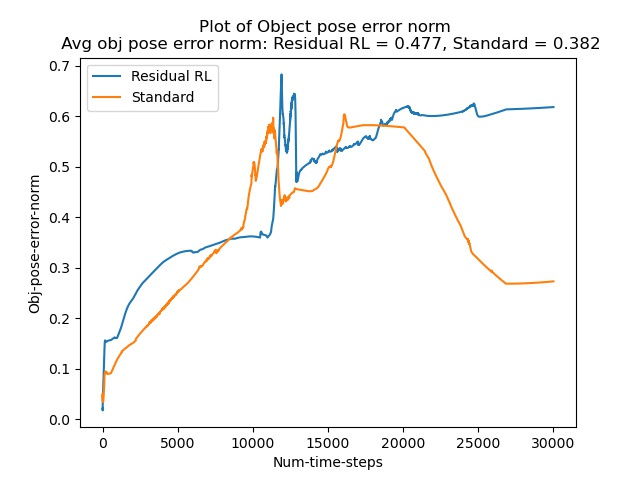 Plot of Object pose error norm
Avg obj pose error norm: Residual RL = 0.477, Standard = 0.382
Residual RL
Standard
Obj-pose-error-norm
0.7
0.6
0.5
0.4
0.3
0.2
0.1
0.0
0 5000 10000 15000 20000 25000 30000
Num-time-steps